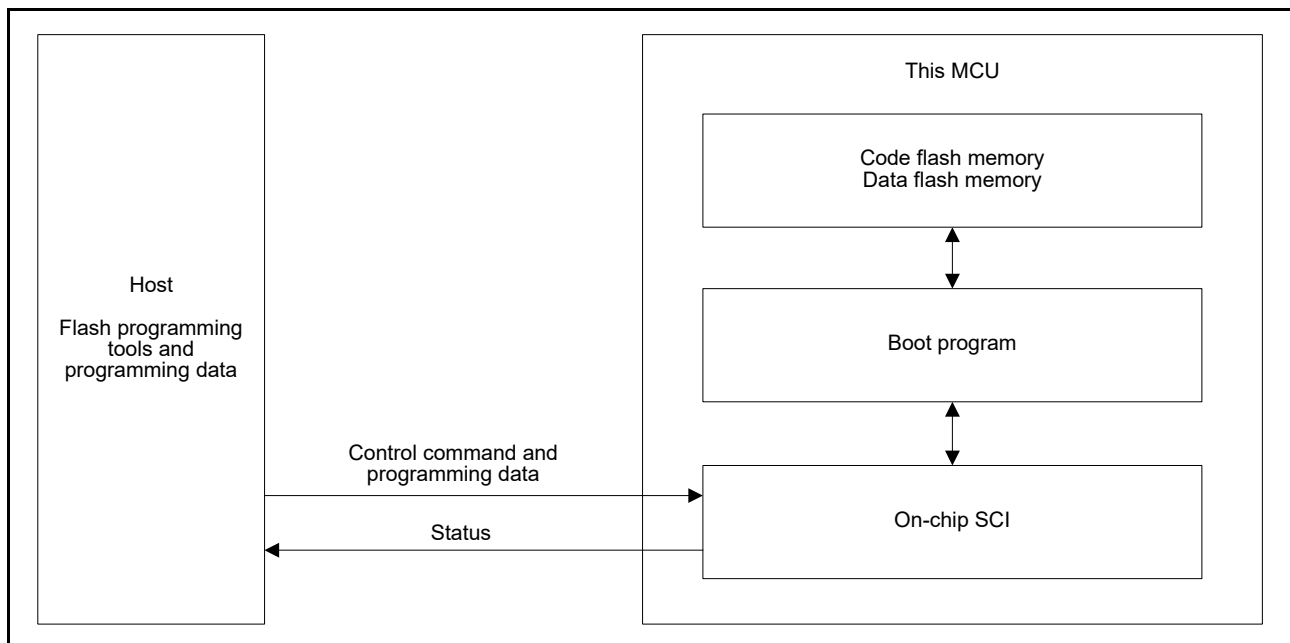 Host
Flash programming
tools and
programming data
Control command and
programming data
Status
This MCU
Code flash memory
Data flash memory
Boot program
On-chip SCI